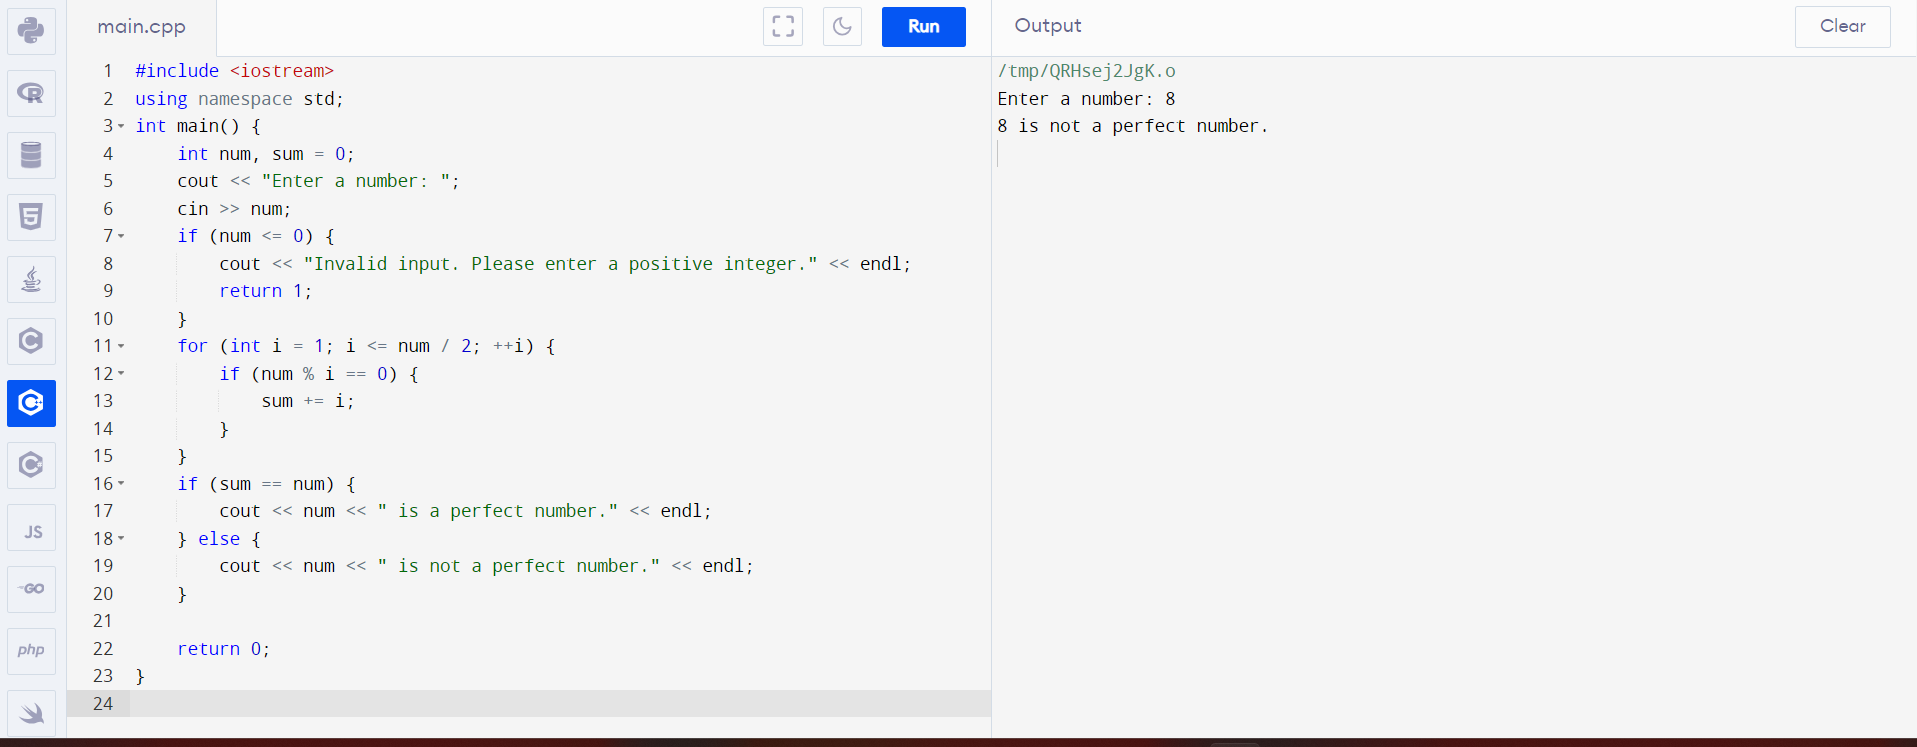 main.cpp
Run
Output
Clear
1 #include <iostream>
2 using namespace std;
3 int main() {
4     int num, sum = 0;
5     cout << "Enter a number: ";
6     cin >> num;
7     if (num <= 0) {
8         cout << "Invalid input. Please enter a positive integer." << endl;
9         return 1;
10     }
11     for (int i = 1; i <= num / 2; ++i) {
12         if (num % i == 0) {
13             sum += i;
14         }
15     }
16     if (sum == num) {
17         cout << num << " is a perfect number." << endl;
18     } else {
19         cout << num << " is not a perfect number." << endl;
20     }
21
22     return 0;
23 }
24
/tmp/QRHsej2JgK.o
Enter a number: 8
8 is not a perfect number.
R
5
C
C
C
JS
GO
php